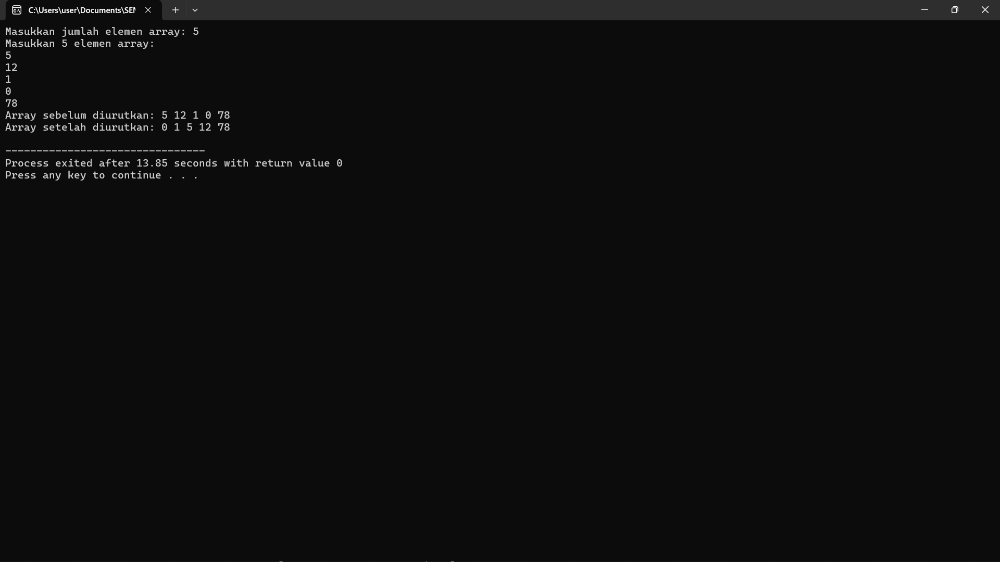 C:\Users\user\Documents\SEM
Masukkan jumlah elemen array: 5
Masukkan 5 elemen array:
5
12
1
0
78
Array sebelum diurutkan: 5 12 1 0 78
Array setelah diurutkan: 0 1 5 12 78
--------------------------------
Process exited after 13.85 seconds with return value 0
Press any key to continue . . .